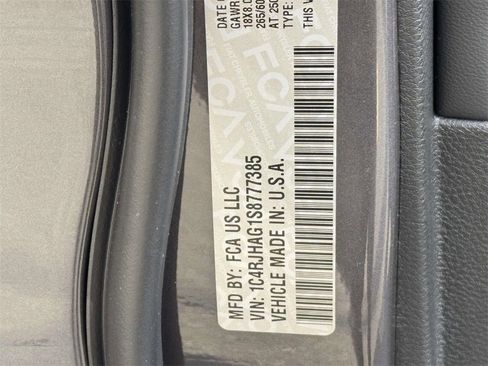 MFD BY: FCA US LLC
VIN: 1C4RJHAG1S8777385
VEHICLE MADE IN: U.S.A.
DATE
GAWR
18X8.0
265/60
AT 250
TYPE:
THIS V
FCA